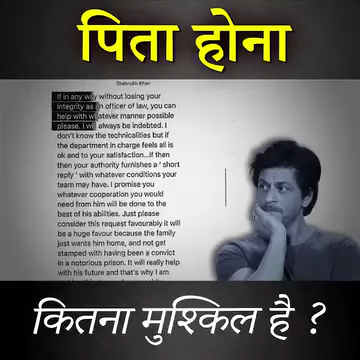 पिता होना
Shahrukh Khan
If in any way without losing your
integrity as an officer of law, you can
help with whatever manner possible
please. I will always be indebted. I
don't know the technicalities but if
the department in charge feels all is
ok and to your satisfaction...if then
then your authority furnishes a ' short
reply ' with whatever conditions your
team may have. I promise you
whatever cooperation you would
need from him will be done to the
best of his abilities. Just please
consider this request favourably it will
be a huge favour because the family
just wants him home, and not get
stamped with having been a convict
in a notorious prison. It will really help
with his future and that's why I am
कितना मुश्किल है ?